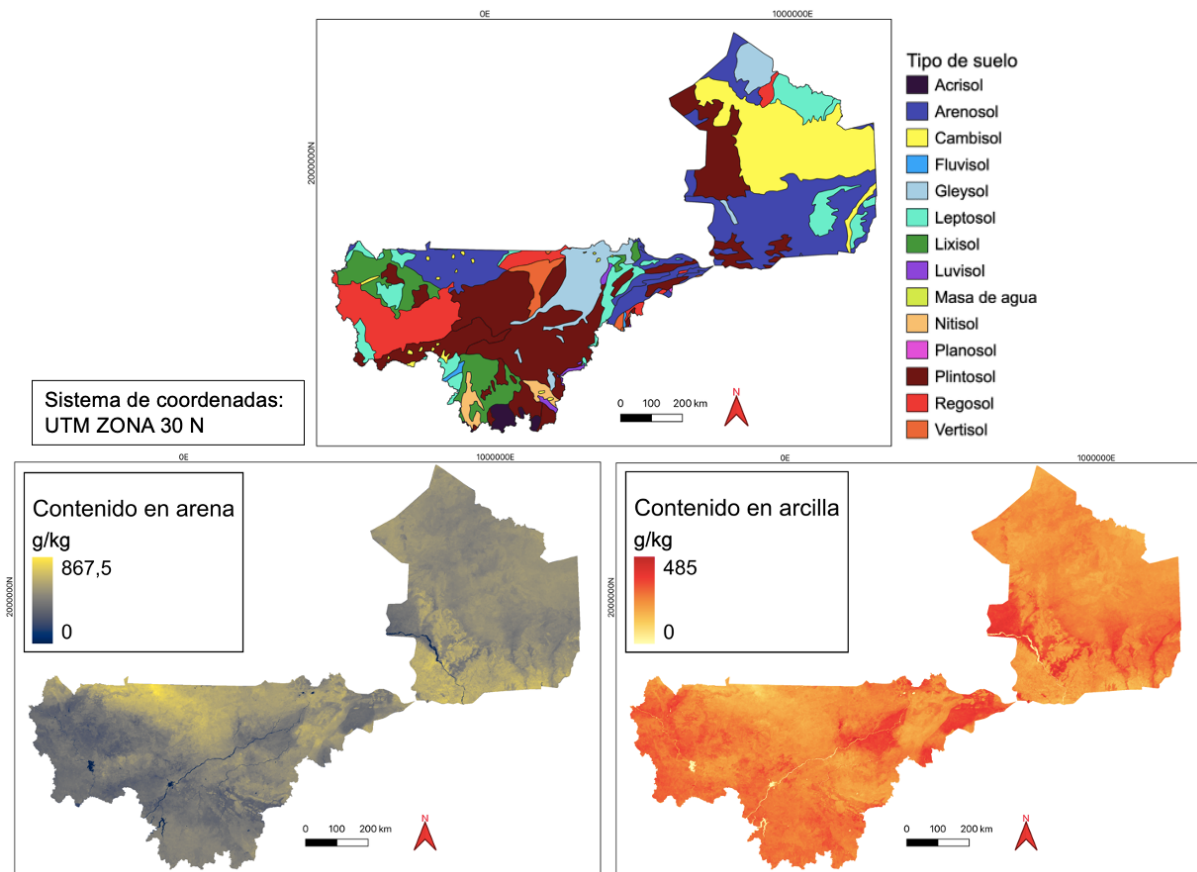 0E
1000000E
2000000N
Tipo de suelo
Acrisol
Arenosol
Cambisol
Fluvisol
Gleysol
Leptosol
Lixisol
Luvisol
Masa de agua
Nitisol
Planosol
Plintosol
Regosol
Vertisol
N
0 100 200 km
Sistema de coordenadas:
UTM ZONA 30 N
0E
1000000E
2000000N
Contenido en arena
g/kg
867,5
0
N
0 100 200 km
0E
1000000E
2000000N
Contenido en arcilla
g/kg
485
0
N
0 100 200 km